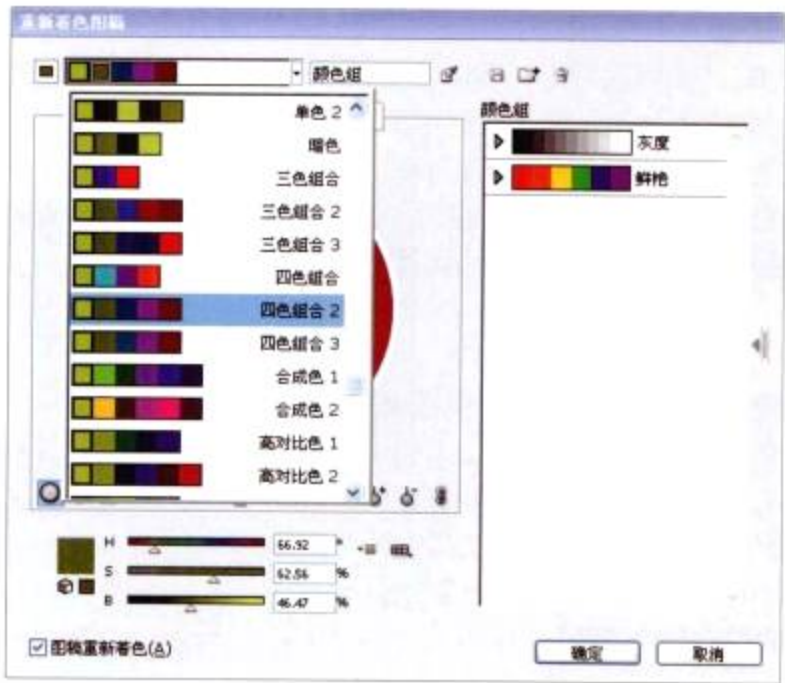 重新着色图稿
颜色组
颜色组
单色 2
暗色
三色组合
三色组合 2
三色组合 3
四色组合
四色组合 2
四色组合 3
合成色 1
合成色 2
高对比色 1
高对比色 2
灰度
鲜艳
H 66.92 °
S 62.56 %
B 46.47 %
图稿重新着色(A)
确定
取消